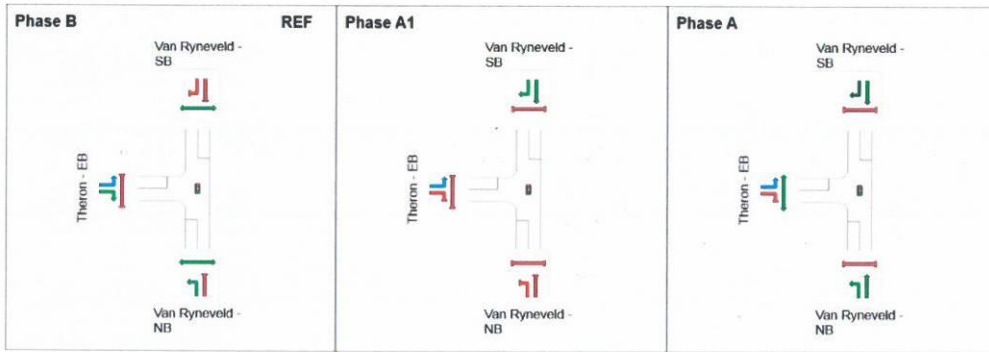 Phase B
REF
Van Ryneveld -
SB
Theron - EB
Van Ryneveld -
NB
Phase A1
Van Ryneveld -
SB
Theron - EB
Van Ryneveld -
NB
Phase A
Van Ryneveld -
SB
Theron - EB
Van Ryneveld -
NB